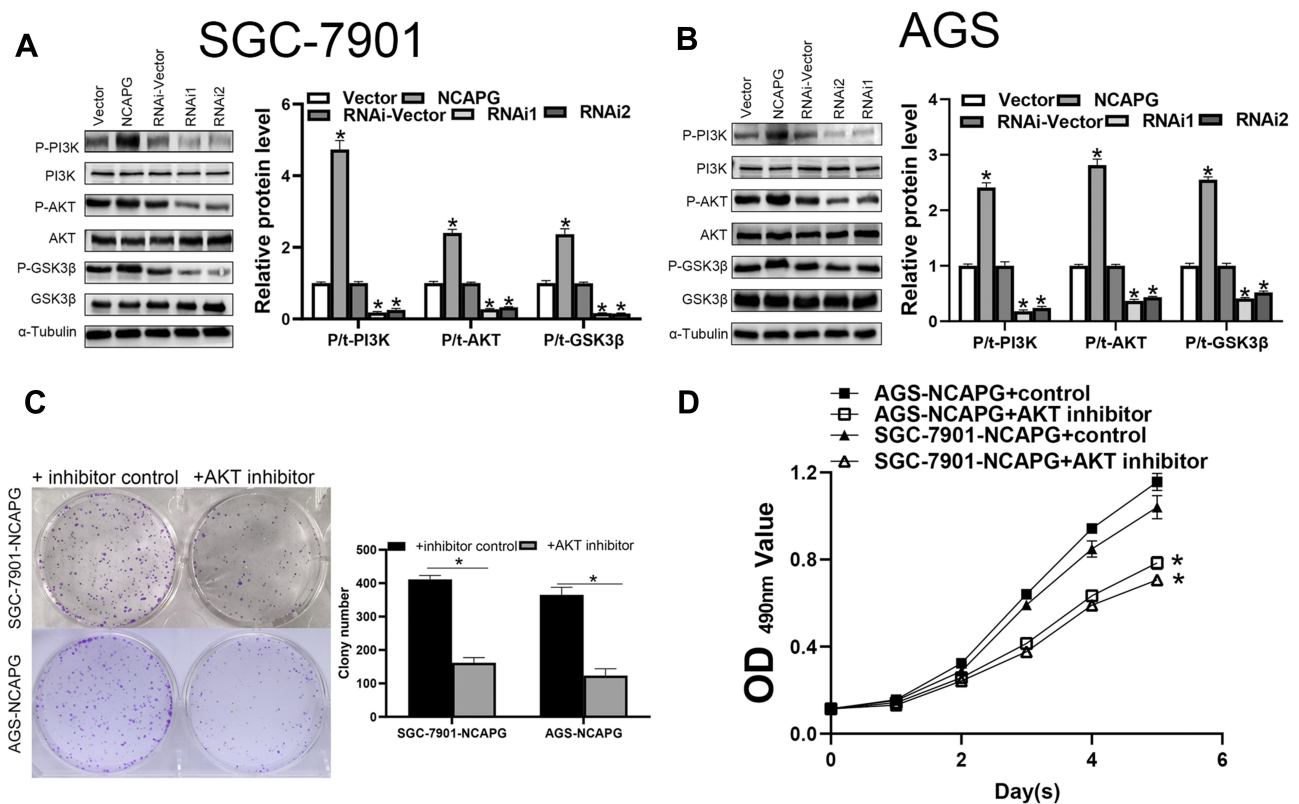 A
SGC-7901
Vector
NCAPG
RNAi-Vector
RNAi1
RNAi2
P-PI3K
PI3K
P-AKT
AKT
P-GSK3β
GSK3β
α-Tubulin
Relative protein level
6
4
2
0
Vector NCAPG
RNAi-Vector RNAi1 RNAi2
* * * * * * * * *
P/t-PI3K P/t-AKT P/t-GSK3β
B
AGS
Vector
NCAPG
RNAi-Vector
RNAi2
RNAi1
P-PI3K
PI3K
P-AKT
AKT
P-GSK3β
GSK3β
α-Tubulin
Relative protein level
4
3
2
1
0
Vector NCAPG
RNAi-Vector RNAi1 RNAi2
* * * * * * * * *
P/t-PI3K P/t-AKT P/t-GSK3β
C
+ inhibitor control +AKT inhibitor
SGC-7901-NCAPG
AGS-NCAPG
Clony number
500
400
300
200
100
0
+inhibitor control +AKT inhibitor
* *
SGC-7901-NCAPG AGS-NCAPG
D
AGS-NCAPG+control
AGS-NCAPG+AKT inhibitor
SGC-7901-NCAPG+control
SGC-7901-NCAPG+AKT inhibitor
OD 490nm Value
1.2
0.8
0.4
0.0
*
*
0 2 4 6
Day(s)